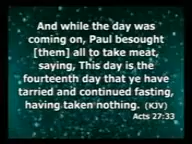 And while the day was
coming on, Paul besought
[them] all to take meat,
saying, This day is the
fourteenth day that ye have
tarried and continued fasting,
having taken nothing. (KJV)
Acts 27:33